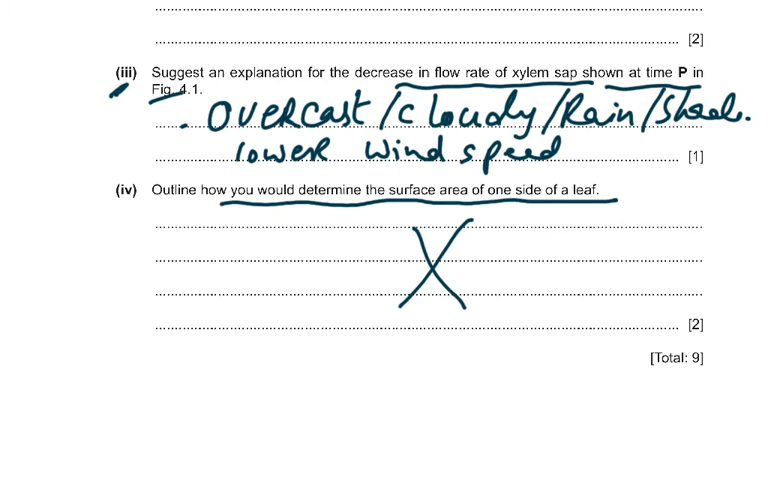 [2]
(iii) Suggest an explanation for the decrease in flow rate of xylem sap shown at time P in
Fig. 4.1.
. OVERCAST/cloudy/Rain/Shade.
lower wind speed
[1]
(iv) Outline how you would determine the surface area of one side of a leaf.
X
[2]
[Total: 9]